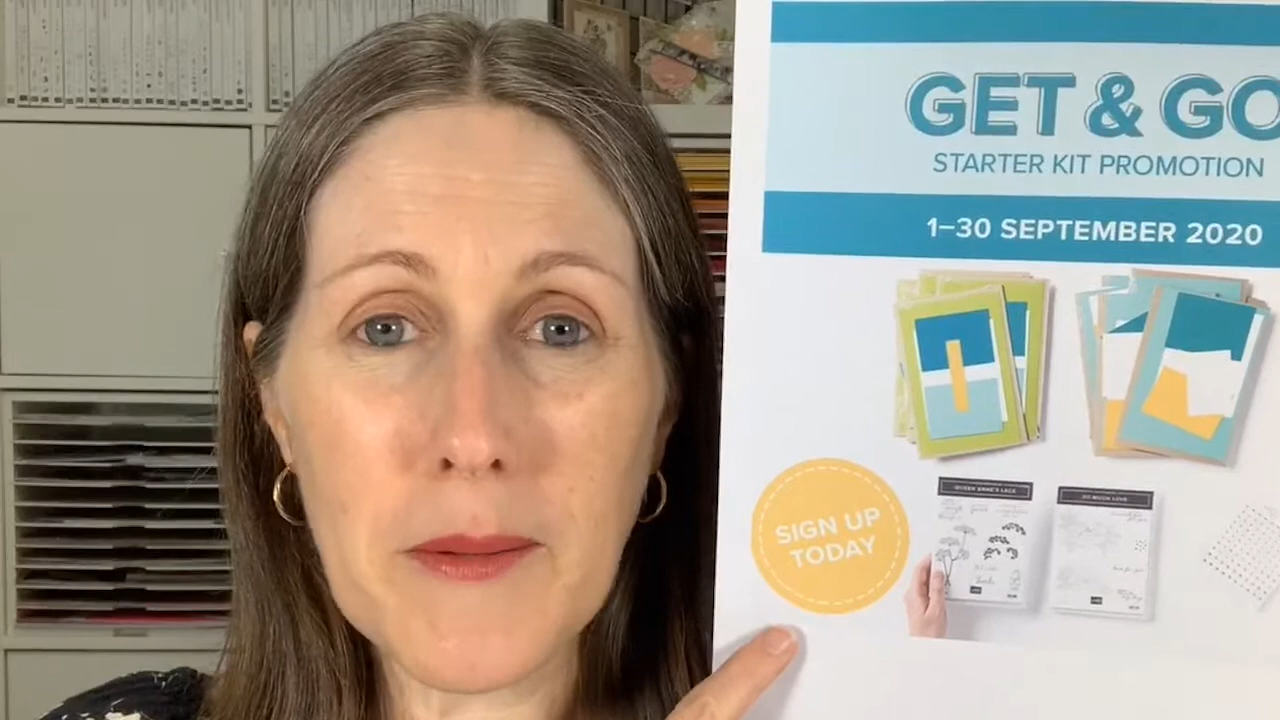 GET & GO
STARTER KIT PROMOTION
1–30 SEPTEMBER 2020
SIGN UP
TODAY
QUEEN ANNE'S LACE
SO MUCH LOVE